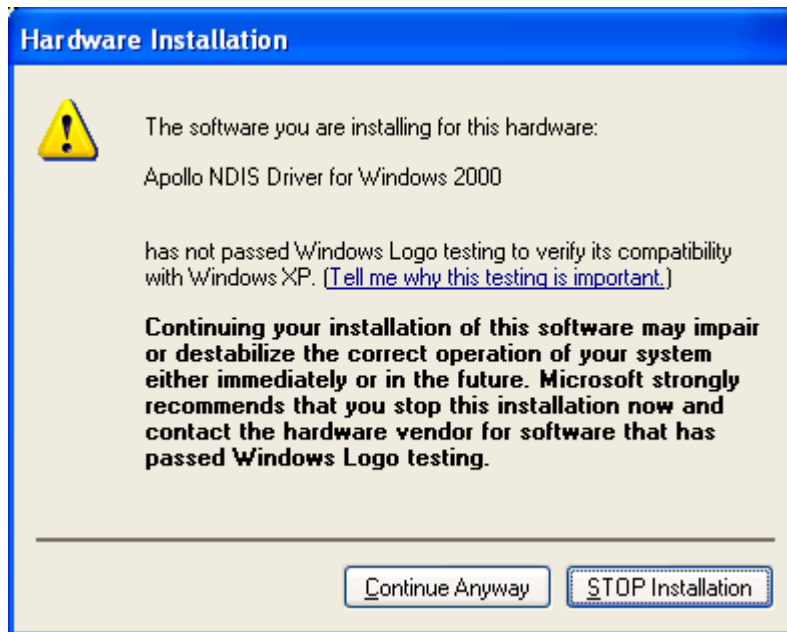 Hardware Installation
The software you are installing for this hardware:
Apollo NDIS Driver for Windows 2000
has not passed Windows Logo testing to verify its compatibility
with Windows XP. (Tell me why this testing is important.)
Continuing your installation of this software may impair
or destabilize the correct operation of your system
either immediately or in the future. Microsoft strongly
recommends that you stop this installation now and
contact the hardware vendor for software that has
passed Windows Logo testing.
Continue Anyway STOP Installation